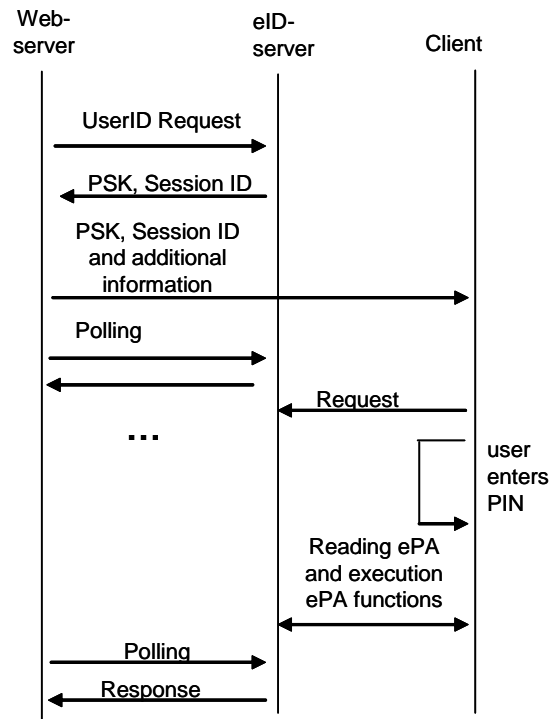 Web-
server
eID-
server
Client
UserID Request
PSK, Session ID
PSK, Session ID
and additional
information
Polling
Request
...
user
enters
PIN
Reading ePA
and execution
ePA functions
Polling
Response